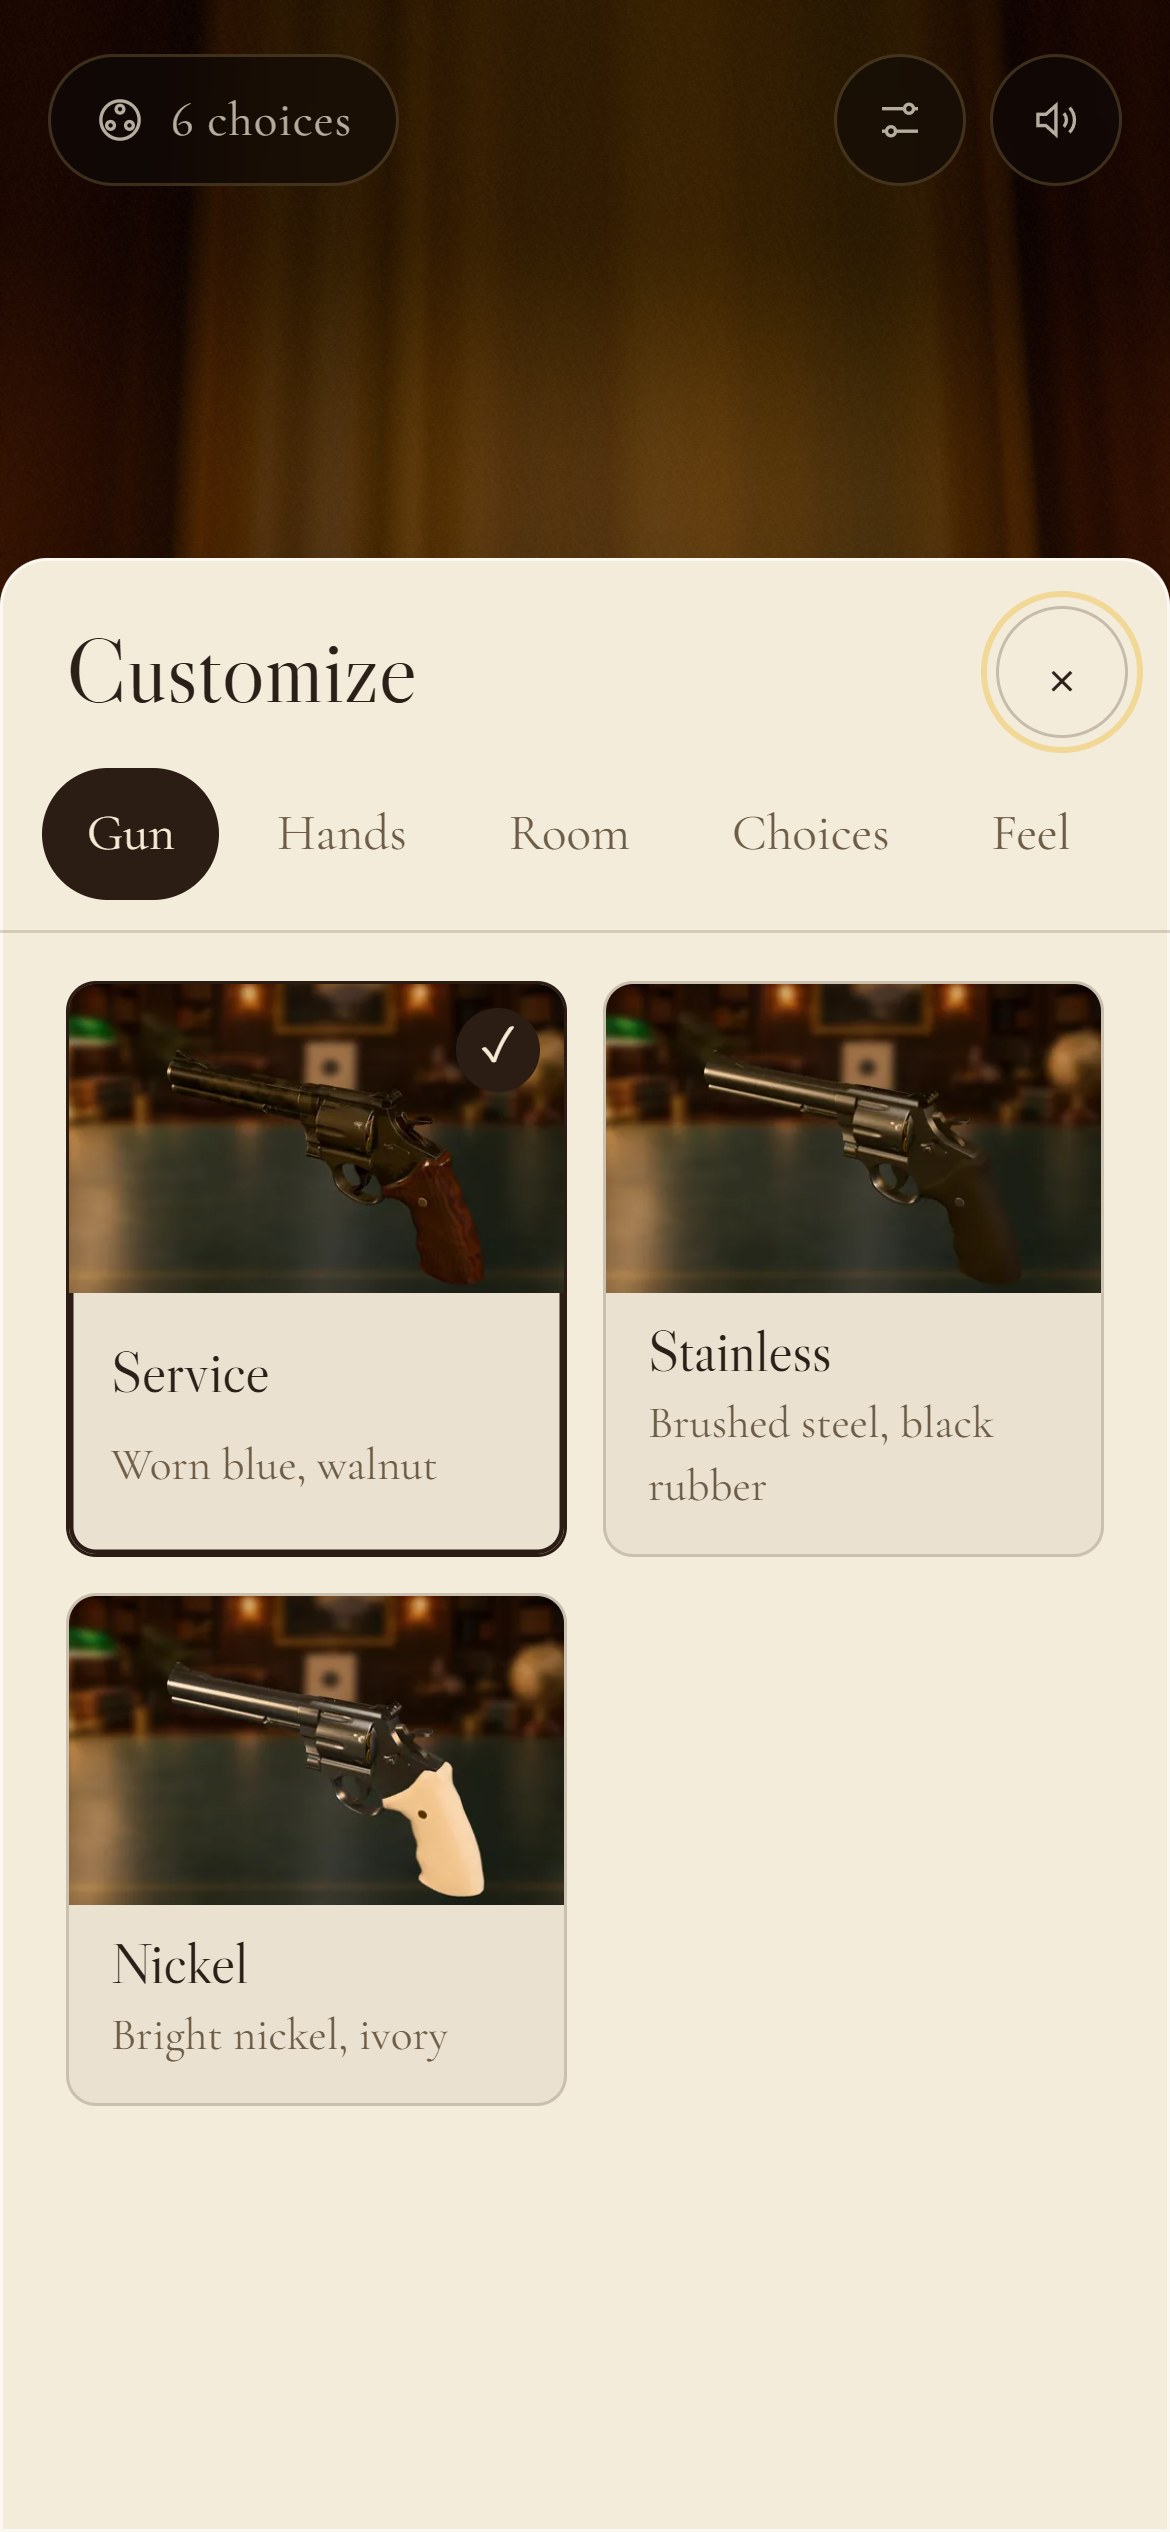 6 choices
Customize
Gun
Hands
Room
Choices
Feel
Service
Worn blue, walnut
Stainless
Brushed steel, black
rubber
Nickel
Bright nickel, ivory